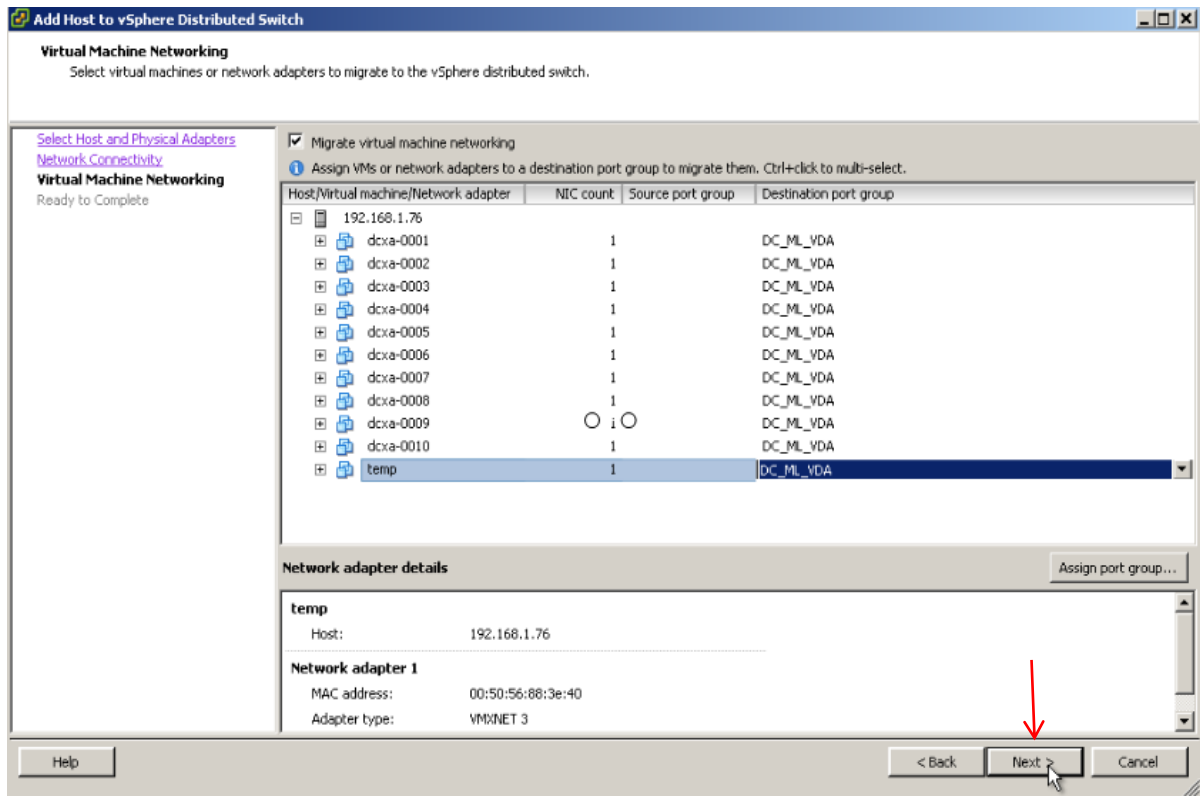 Add Host to vSphere Distributed Switch
Virtual Machine Networking
Select virtual machines or network adapters to migrate to the vSphere distributed switch.
Select Host and Physical Adapters
Network Connectivity
Virtual Machine Networking
Ready to Complete
Migrate virtual machine networking
Assign VMs or network adapters to a destination port group to migrate them. Ctrl+click to multi-select.
Host/Virtual machine/Network adapter NIC count Source port group Destination port group
192.168.1.76
dcxa-0001 1 DC_ML_VDA
dcxa-0002 1 DC_ML_VDA
dcxa-0003 1 DC_ML_VDA
dcxa-0004 1 DC_ML_VDA
dcxa-0005 1 DC_ML_VDA
dcxa-0006 1 DC_ML_VDA
dcxa-0007 1 DC_ML_VDA
dcxa-0008 1 DC_ML_VDA
dcxa-0009 i DC_ML_VDA
dcxa-0010 1 DC_ML_VDA
temp 1 DC_ML_VDA
Network adapter details
Assign port group...
temp
Host: 192.168.1.76
Network adapter 1
MAC address: 00:50:56:88:3e:40
Adapter type: VMXNET 3
Help
< Back
Next >
Cancel